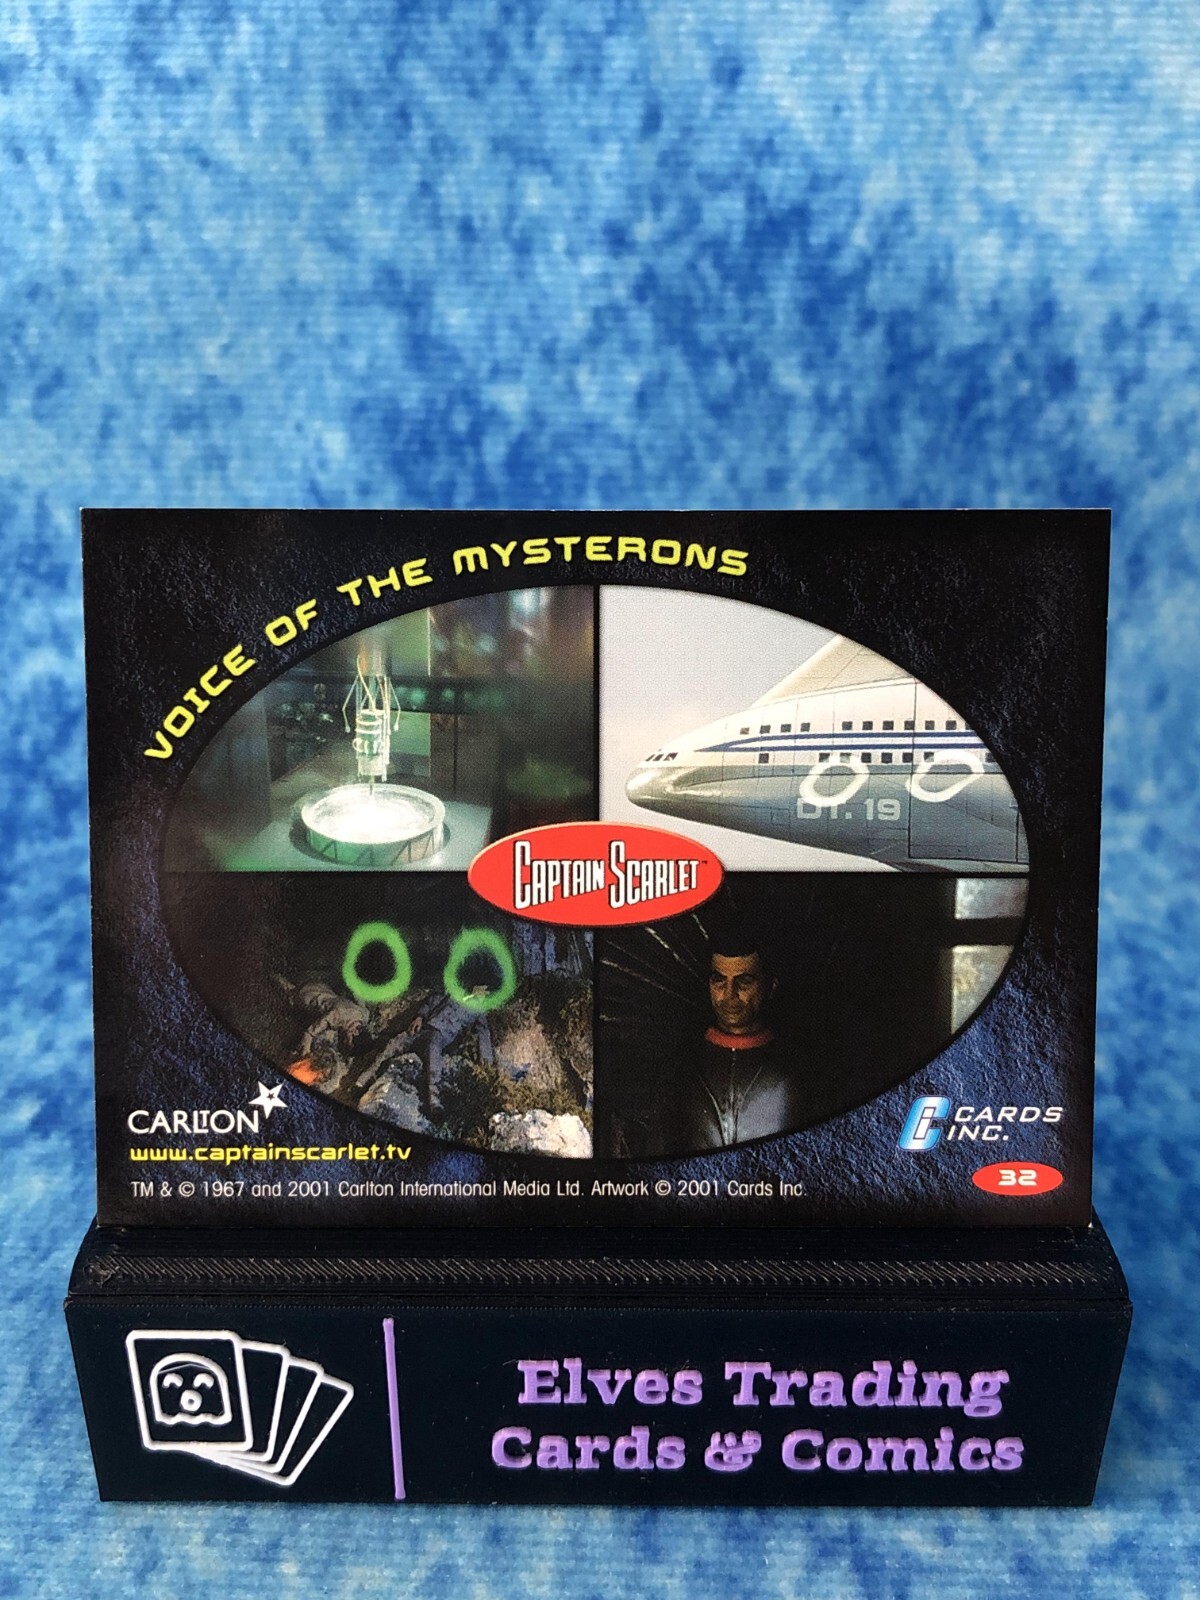 VOICE OF THE MYSTERONS
DT. 19
CAPTAIN SCARLET™
CARLTON
www.captainscarlet.tv
CARDS
INC.
32
TM & © 1967 and 2001 Carlton International Media Ltd. Artwork © 2001 Cards Inc.
Elves Trading
Cards & Comics